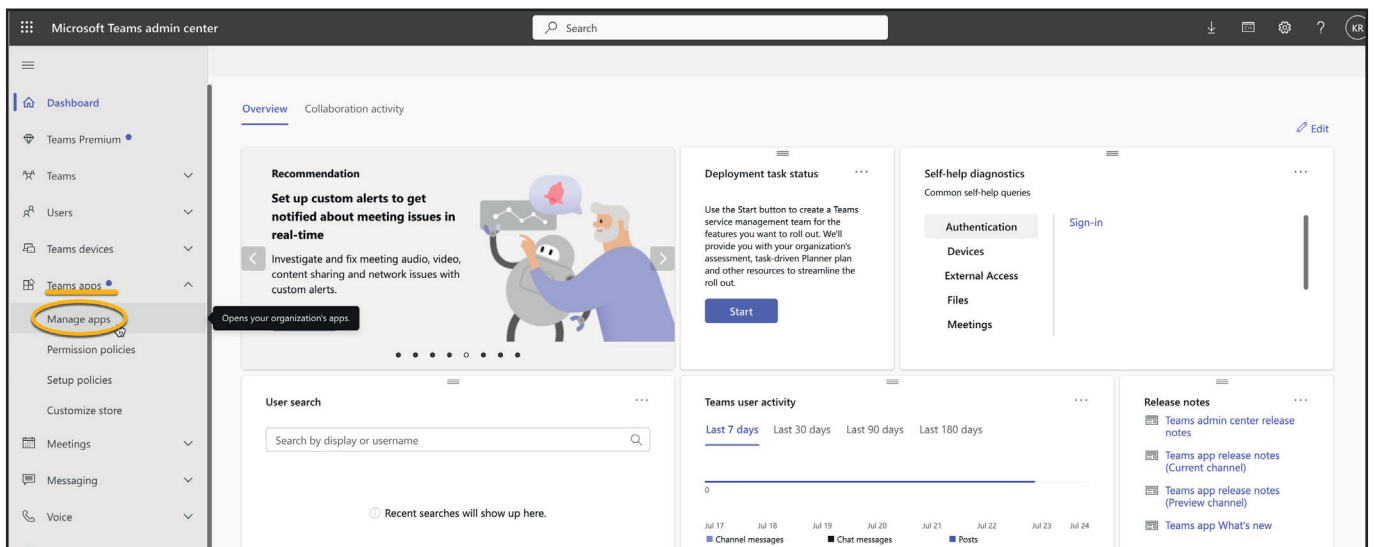 Microsoft Teams admin center
Search
KR
Dashboard
Teams Premium
Teams
Users
Teams devices
Teams apps
Manage apps
Permission policies
Setup policies
Customize store
Meetings
Messaging
Voice
Opens your organization's apps.
Overview
Collaboration activity
Edit
Recommendation
Set up custom alerts to get
notified about meeting issues in
real-time
Investigate and fix meeting audio, video,
content sharing and network issues with
custom alerts.
Deployment task status
Use the Start button to create a Teams
service management team for the
features you want to roll out. We'll
provide you with your organization's
assessment, task-driven Planner plan
and other resources to streamline the
roll out.
Start
Self-help diagnostics
Common self-help queries
Authentication
Devices
External Access
Files
Meetings
Sign-in
User search
Search by display or username
Recent searches will show up here.
Teams user activity
Last 7 days Last 30 days Last 90 days Last 180 days
0
Jul 17 Jul 18 Jul 19 Jul 20 Jul 21 Jul 22 Jul 23 Jul 24
Channel messages Chat messages Posts
Release notes
Teams admin center release
notes
Teams app release notes
(Current channel)
Teams app release notes
(Preview channel)
Teams app What's new